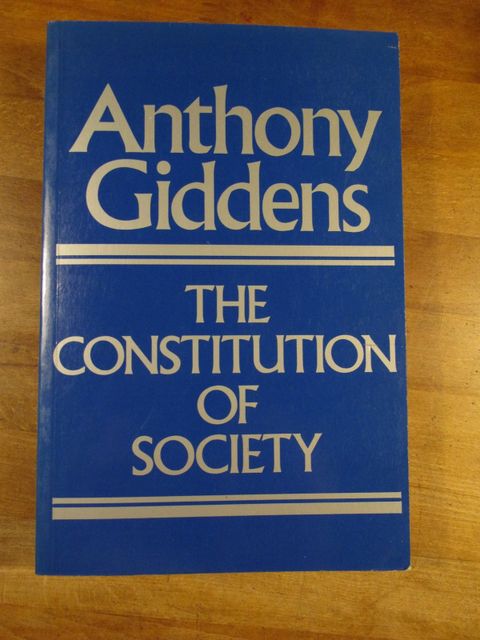 Anthony
Giddens
THE
CONSTITUTION
OF
SOCIETY